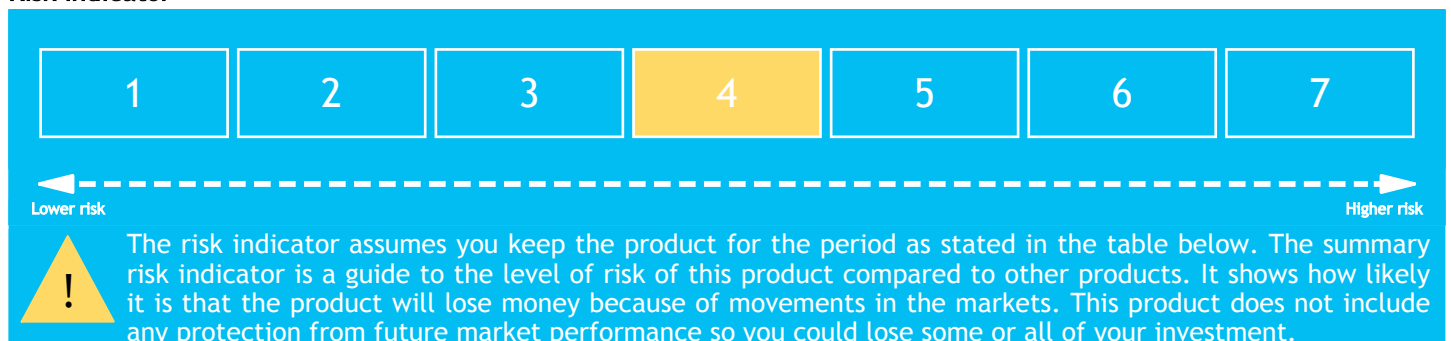 Risk indicator
1 2 3 4 5 6 7
Lower risk Higher risk
The risk indicator assumes you keep the product for the period as stated in the table below. The summary
! risk indicator is a guide to the level of risk of this product compared to other products. It shows how likely
it is that the product will lose money because of movements in the markets. This product does not include
any protection from future market performance so you could lose some or all of your investment.